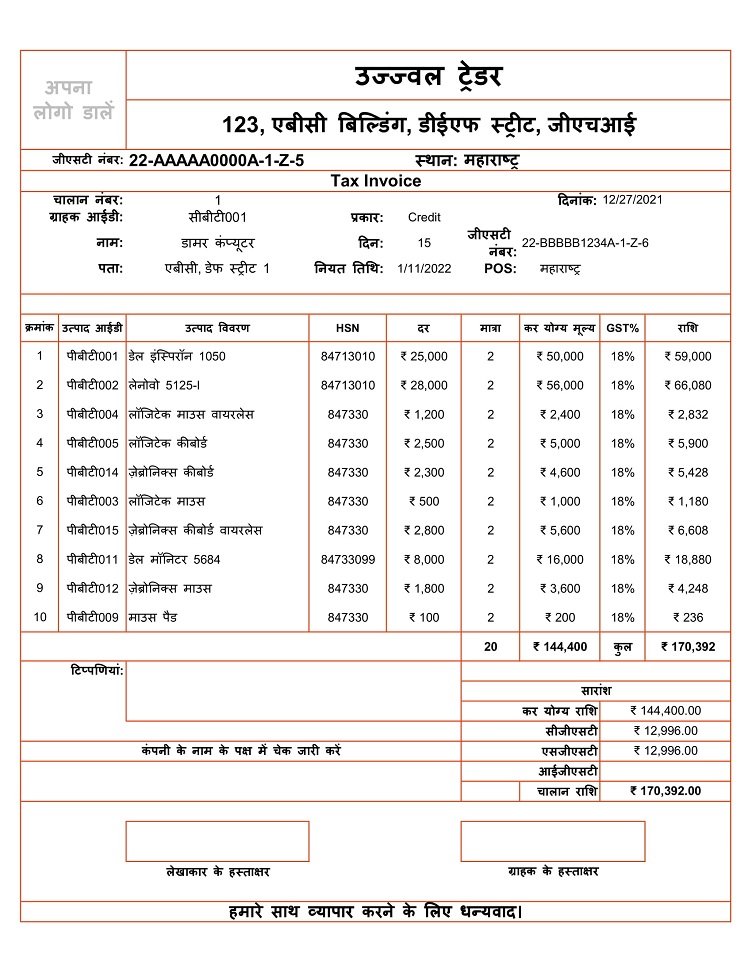 अपना
लोगो डालें
उज्ज्वल ट्रेडर
123, एबीसी बिल्डिंग, डीईएफ स्ट्रीट, जीएचआई
जीएसटी नंबर: 22-AAAAA0000A-1-Z-5 स्थान: महाराष्ट्र
Tax Invoice
चालान नंबर: 1 दिनांक: 12/27/2021
ग्राहक आईडी: सीबीटी001 प्रकार: Credit
नाम: डामर कंप्यूटर दिन: 15 जीएसटी नंबर: 22-BBBBB1234A-1-Z-6
पता: एबीसी, डेफ स्ट्रीट 1 नियत तिथि: 1/11/2022 POS: महाराष्ट्र
क्रमांक उत्पाद आईडी उत्पाद विवरण HSN दर मात्रा कर योग्य मूल्य GST% राशि
1 पीबीटी001 डेल इंस्पिरॉन 1050 84713010 ₹ 25,000 2 ₹ 50,000 18% ₹ 59,000
2 पीबीटी002 लेनोवो 5125-I 84713010 ₹ 28,000 2 ₹ 56,000 18% ₹ 66,080
3 पीबीटी004 लॉजिटेक माउस वायरलेस 847330 ₹ 1,200 2 ₹ 2,400 18% ₹ 2,832
4 पीबीटी005 लॉजिटेक कीबोर्ड 847330 ₹ 2,500 2 ₹ 5,000 18% ₹ 5,900
5 पीबीटी014 ज़ेब्रोनिक्स कीबोर्ड 847330 ₹ 2,300 2 ₹ 4,600 18% ₹ 5,428
6 पीबीटी003 लॉजिटेक माउस 847330 ₹ 500 2 ₹ 1,000 18% ₹ 1,180
7 पीबीटी015 ज़ेब्रोनिक्स कीबोर्ड वायरलेस 847330 ₹ 2,800 2 ₹ 5,600 18% ₹ 6,608
8 पीबीटी011 डेल मॉनिटर 5684 84733099 ₹ 8,000 2 ₹ 16,000 18% ₹ 18,880
9 पीबीटी012 ज़ेब्रोनिक्स माउस 847330 ₹ 1,800 2 ₹ 3,600 18% ₹ 4,248
10 पीबीटी009 माउस पैड 847330 ₹ 100 2 ₹ 200 18% ₹ 236
20 ₹ 144,400 कुल ₹ 170,392
टिप्पणियां:
सारांश
कर योग्य राशि ₹ 144,400.00
सीजीएसटी ₹ 12,996.00
कंपनी के नाम के पक्ष में चेक जारी करें एसजीएसटी ₹ 12,996.00
आईजीएसटी
चालान राशि ₹ 170,392.00
लेखाकार के हस्ताक्षर ग्राहक के हस्ताक्षर
हमारे साथ व्यापार करने के लिए धन्यवाद।